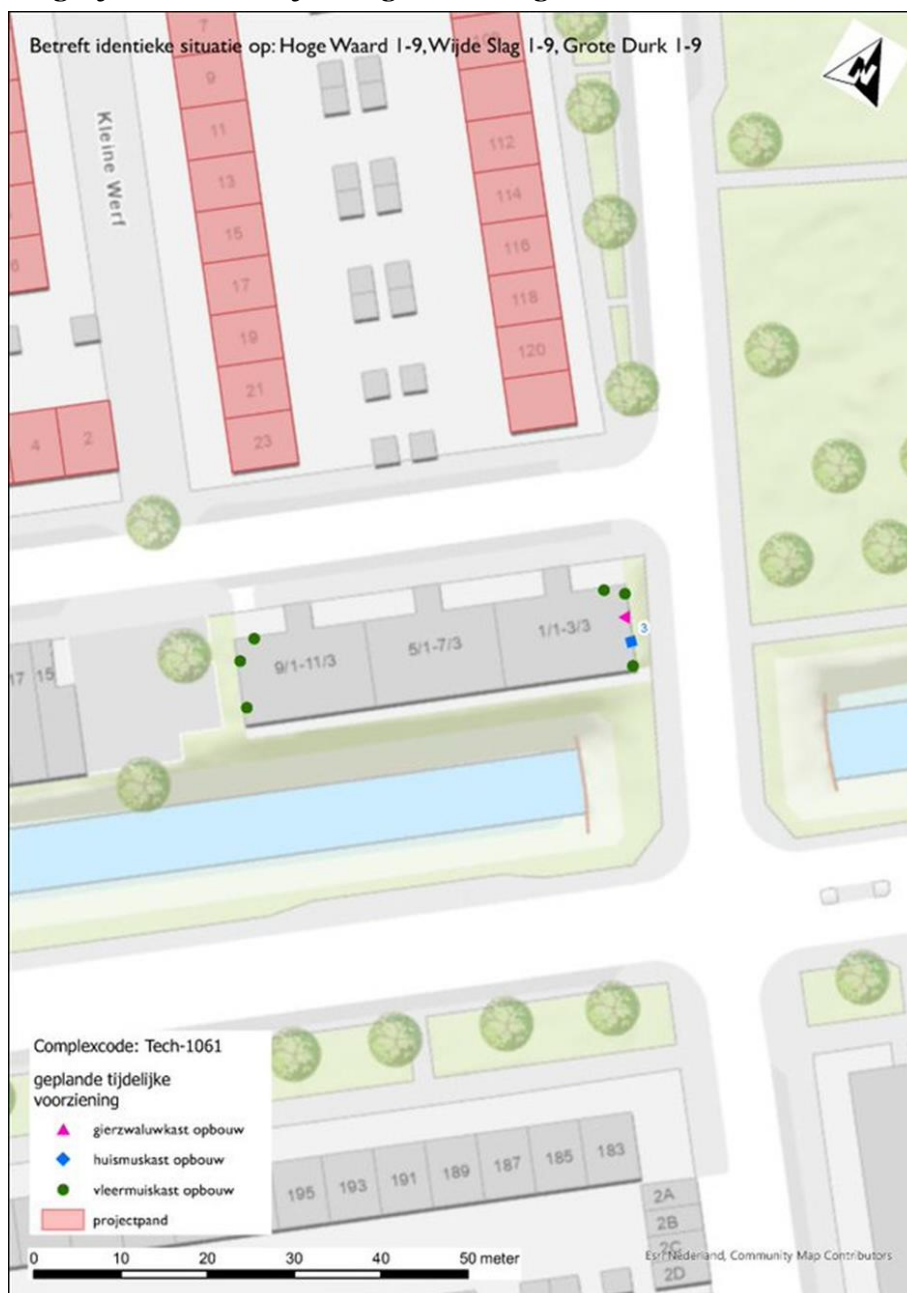 Betreft identieke situatie op: Hoge Waard 1-9, Wijde Slag 1-9, Grote Durk 1-9
N
Kleine Werf
7
9
11
13
15
17
19
21
23
112
114
116
118
120
6
4
2
17
15
9/1-11/3
5/1-7/3
1/1-3/3
3
195
193
191
189
187
185
183
2A
2B
2C
2D
Complexcode: Tech-1061
geplande tijdelijke
voorziening
gierzwaluwkast opbouw
huismuskast opbouw
vleermuiskast opbouw
projectpand
0 10 20 30 40 50 meter
Esri Nederland, Community Map Contributors